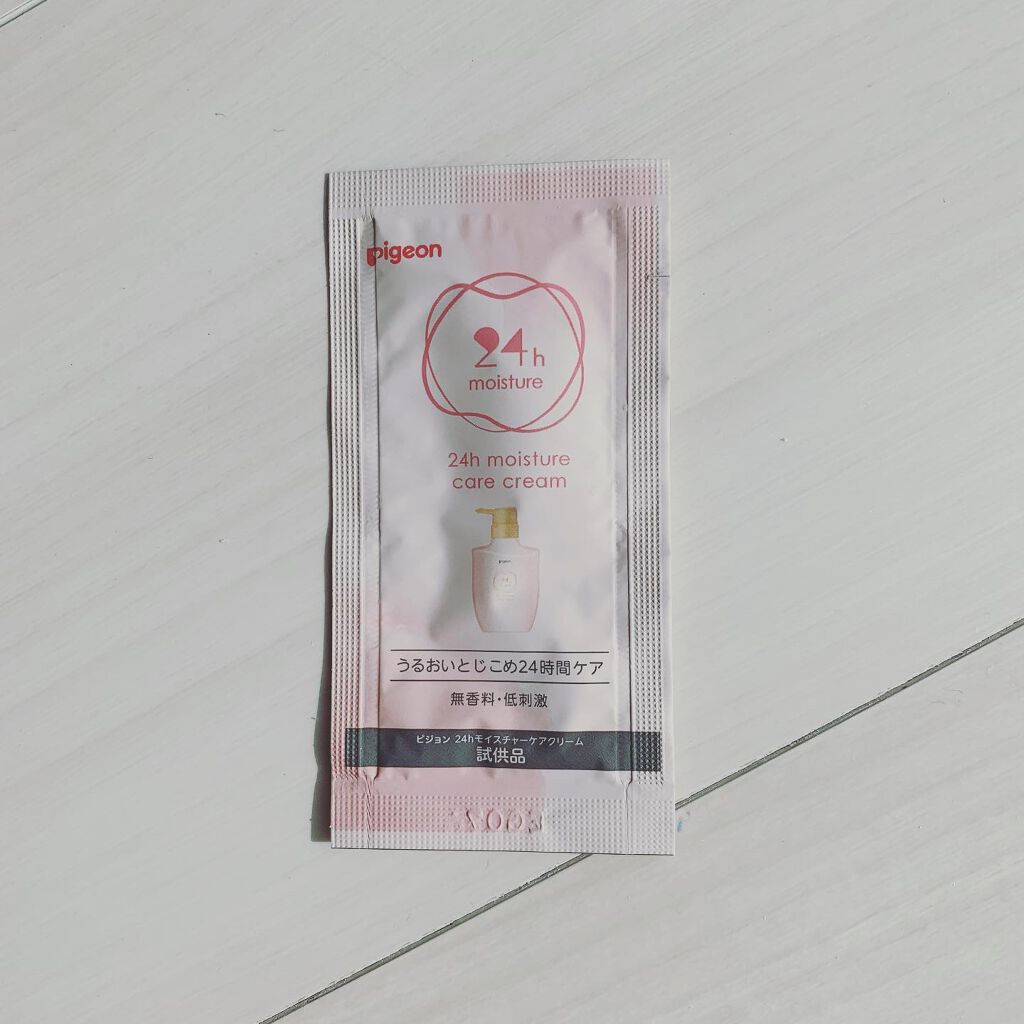 pigeon
24h
moisture
24h moisture
care cream
pigeon
うるおいとじこめ24時間ケア
無香料・低刺激
ピジョン 24hモイスチャーケアクリーム
試供品